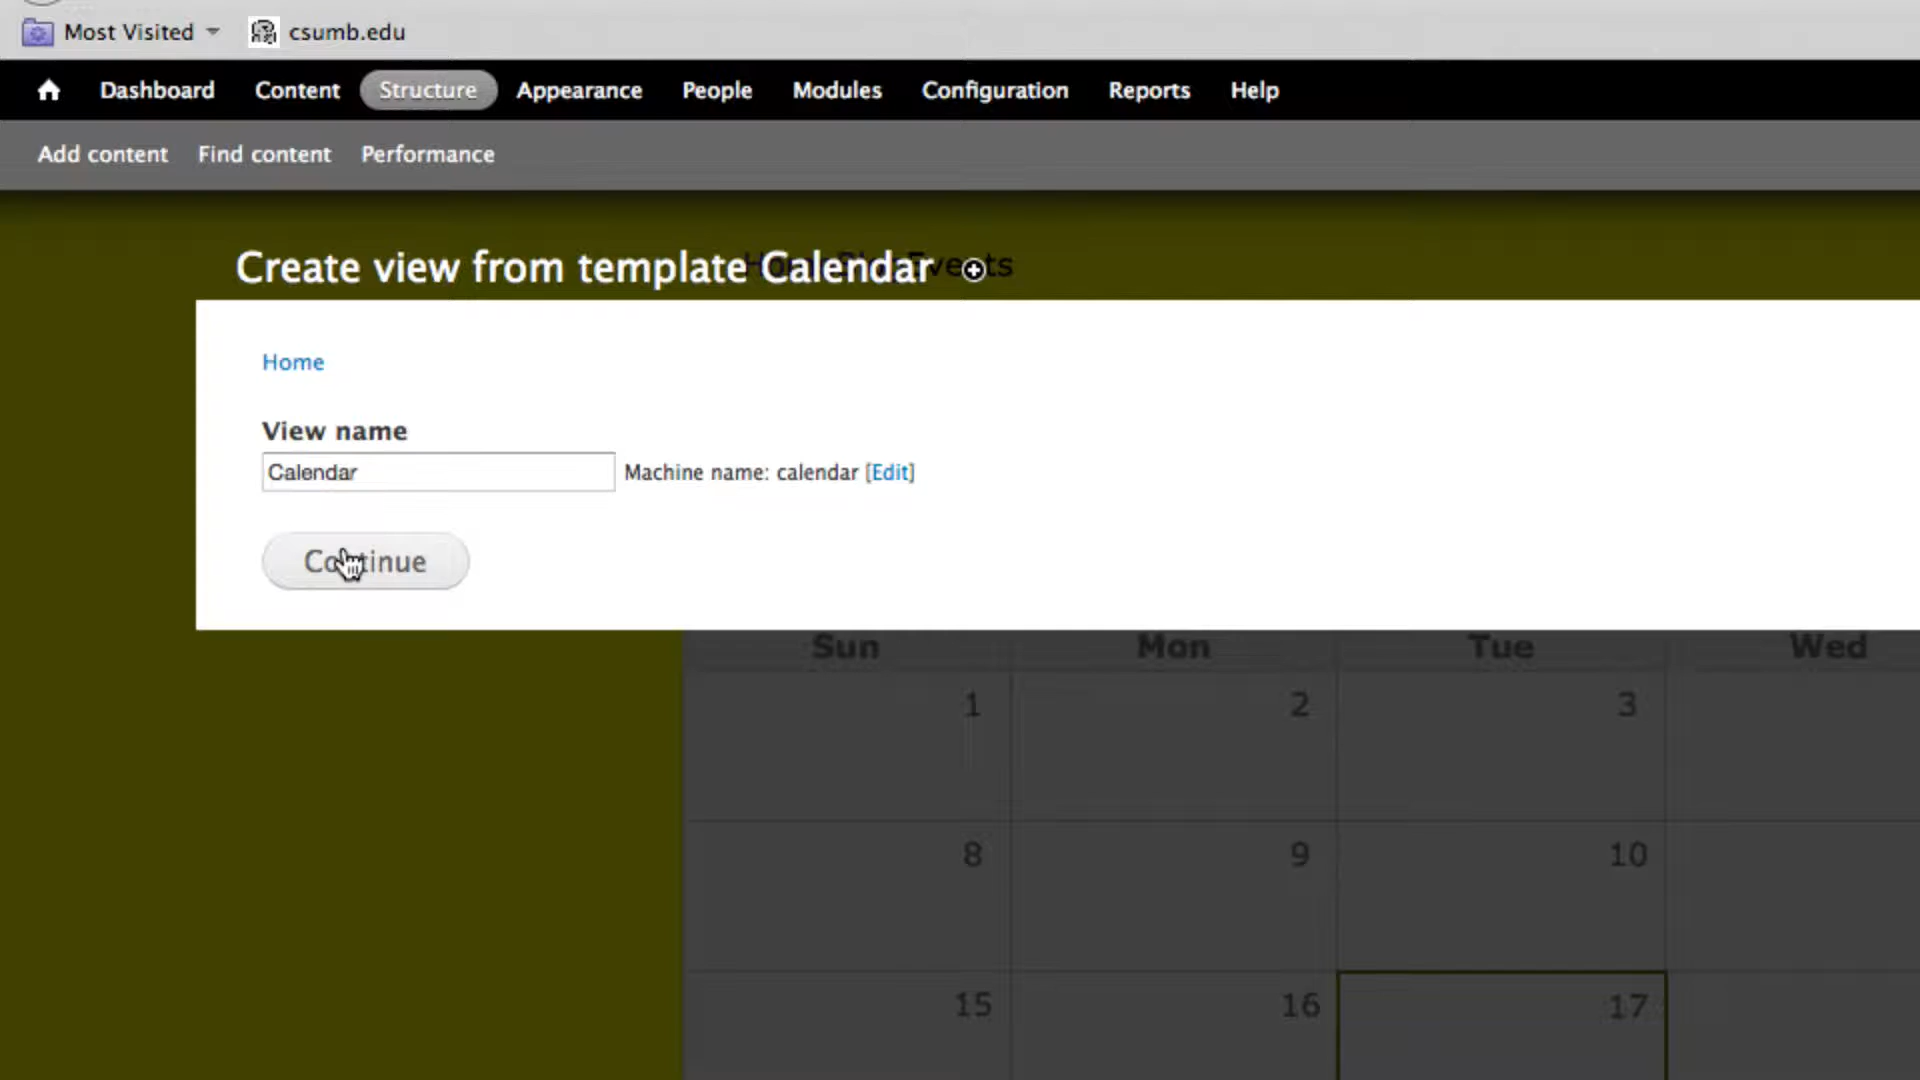 Most Visited csumb.edu
Dashboard Content Structure Appearance People Modules Configuration Reports Help
Add content Find content Performance
Create view from template Calendar
Home
View name
Calendar Machine name: calendar [Edit]
Continue
Sun Mon Tue Wed
1 2 3
8 9 10
15 16 17